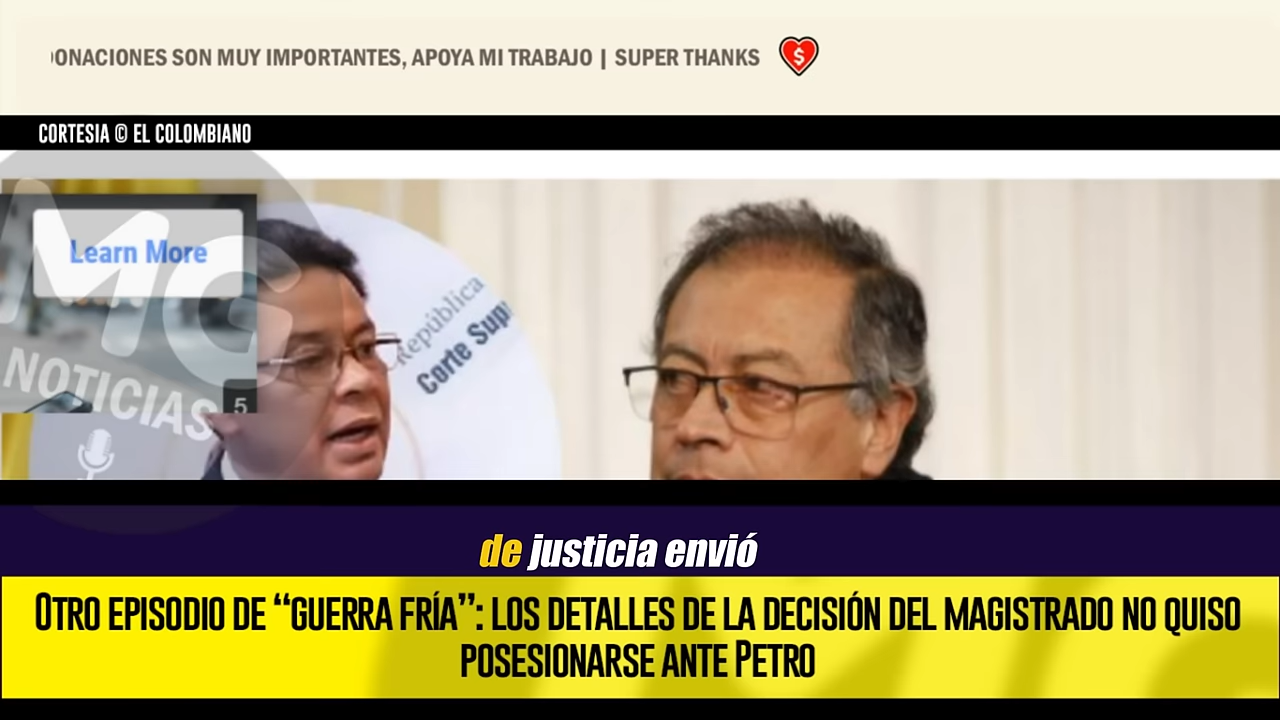 ONACIONES SON MUY IMPORTANTES, APOYA MI TRABAJO | SUPER THANKS
CORTESIA © EL COLOMBIANO
Learn More
República
Corte Sup
MG
NOTICIAS
5
de justicia envió
OTRO EPISODIO DE “GUERRA FRÍA”: LOS DETALLES DE LA DECISIÓN DEL MAGISTRADO NO QUISO
POSESIONARSE ANTE PETRO